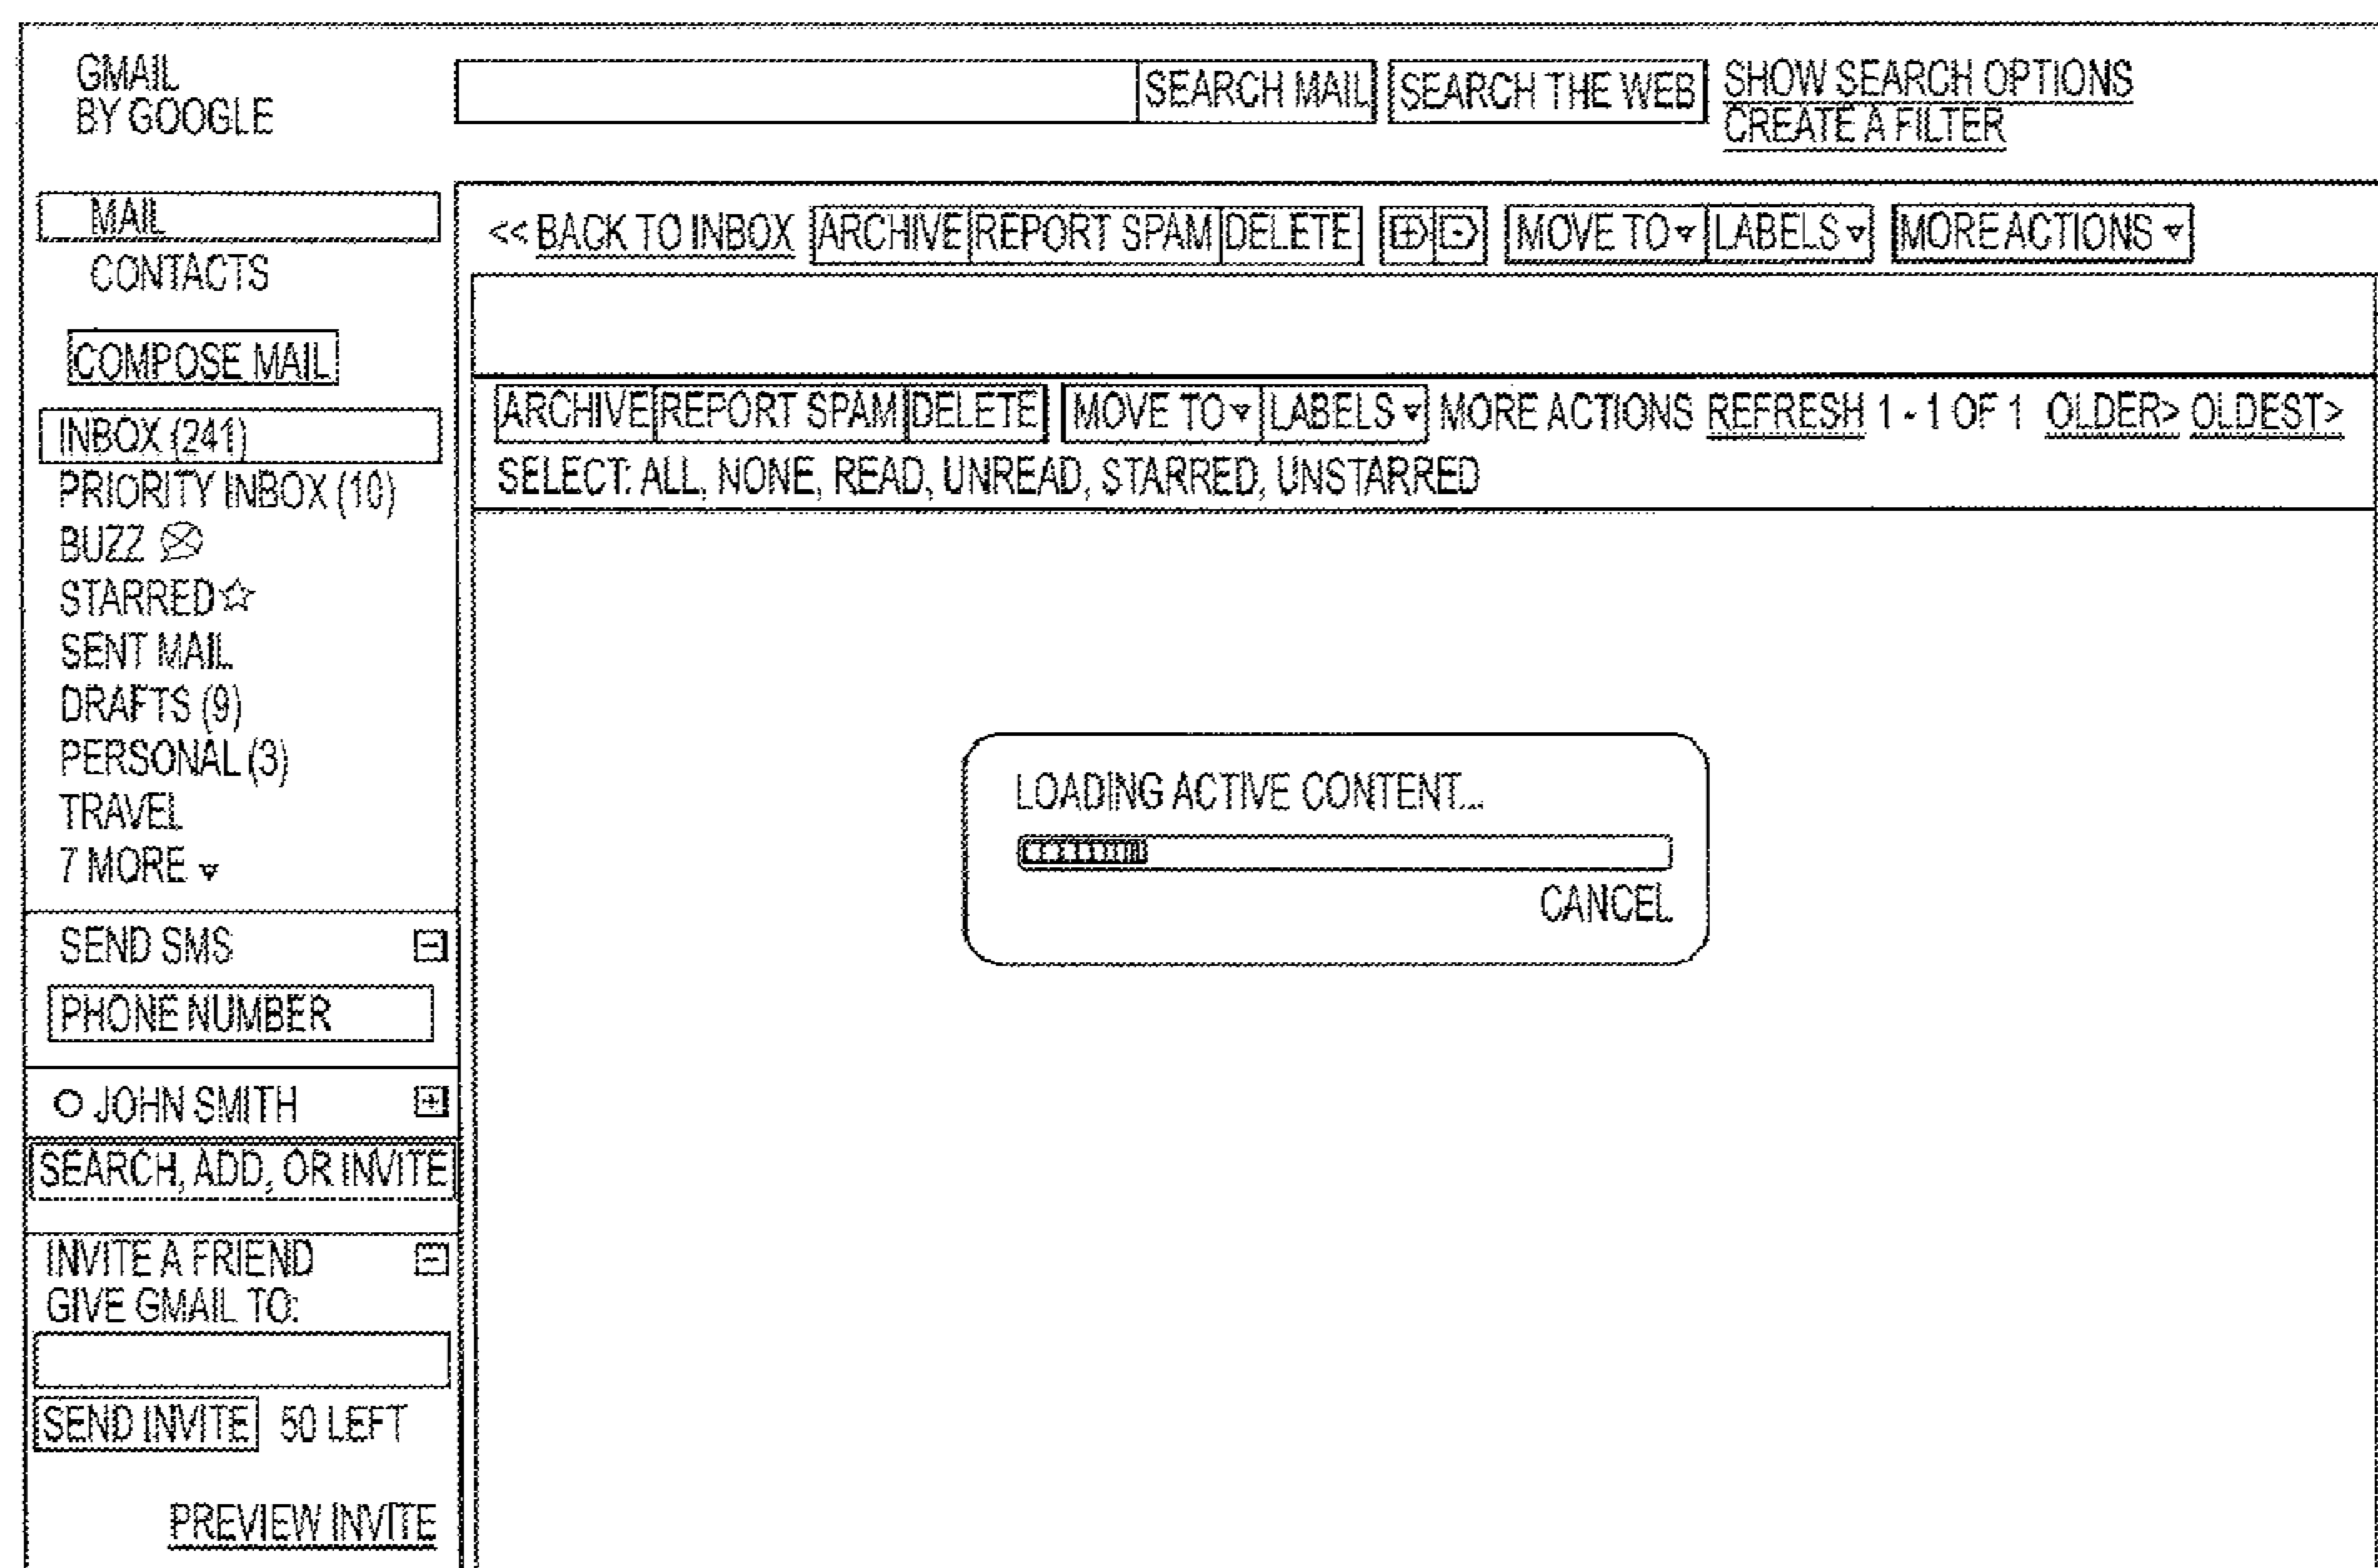 GMAIL
BY GOOGLE
SEARCH MAIL SEARCH THE WEB SHOW SEARCH OPTIONS
CREATE A FILTER
MAIL
CONTACTS
COMPOSE MAIL
INBOX (241)
PRIORITY INBOX (10)
BUZZ
STARRED
SENT MAIL
DRAFTS (9)
PERSONAL (3)
TRAVEL
7 MORE
SEND SMS
PHONE NUMBER
JOHN SMITH
SEARCH, ADD, OR INVITE
INVITE A FRIEND
GIVE GMAIL TO:
SEND INVITE 50 LEFT
PREVIEW INVITE
<< BACK TO INBOX ARCHIVE REPORT SPAM DELETE MOVE TO LABELS MORE ACTIONS
ARCHIVE REPORT SPAM DELETE MOVE TO LABELS MORE ACTIONS REFRESH 1 - 1 OF 1 OLDER> OLDEST>
SELECT: ALL, NONE, READ, UNREAD, STARRED, UNSTARRED
LOADING ACTIVE CONTENT...
CANCEL